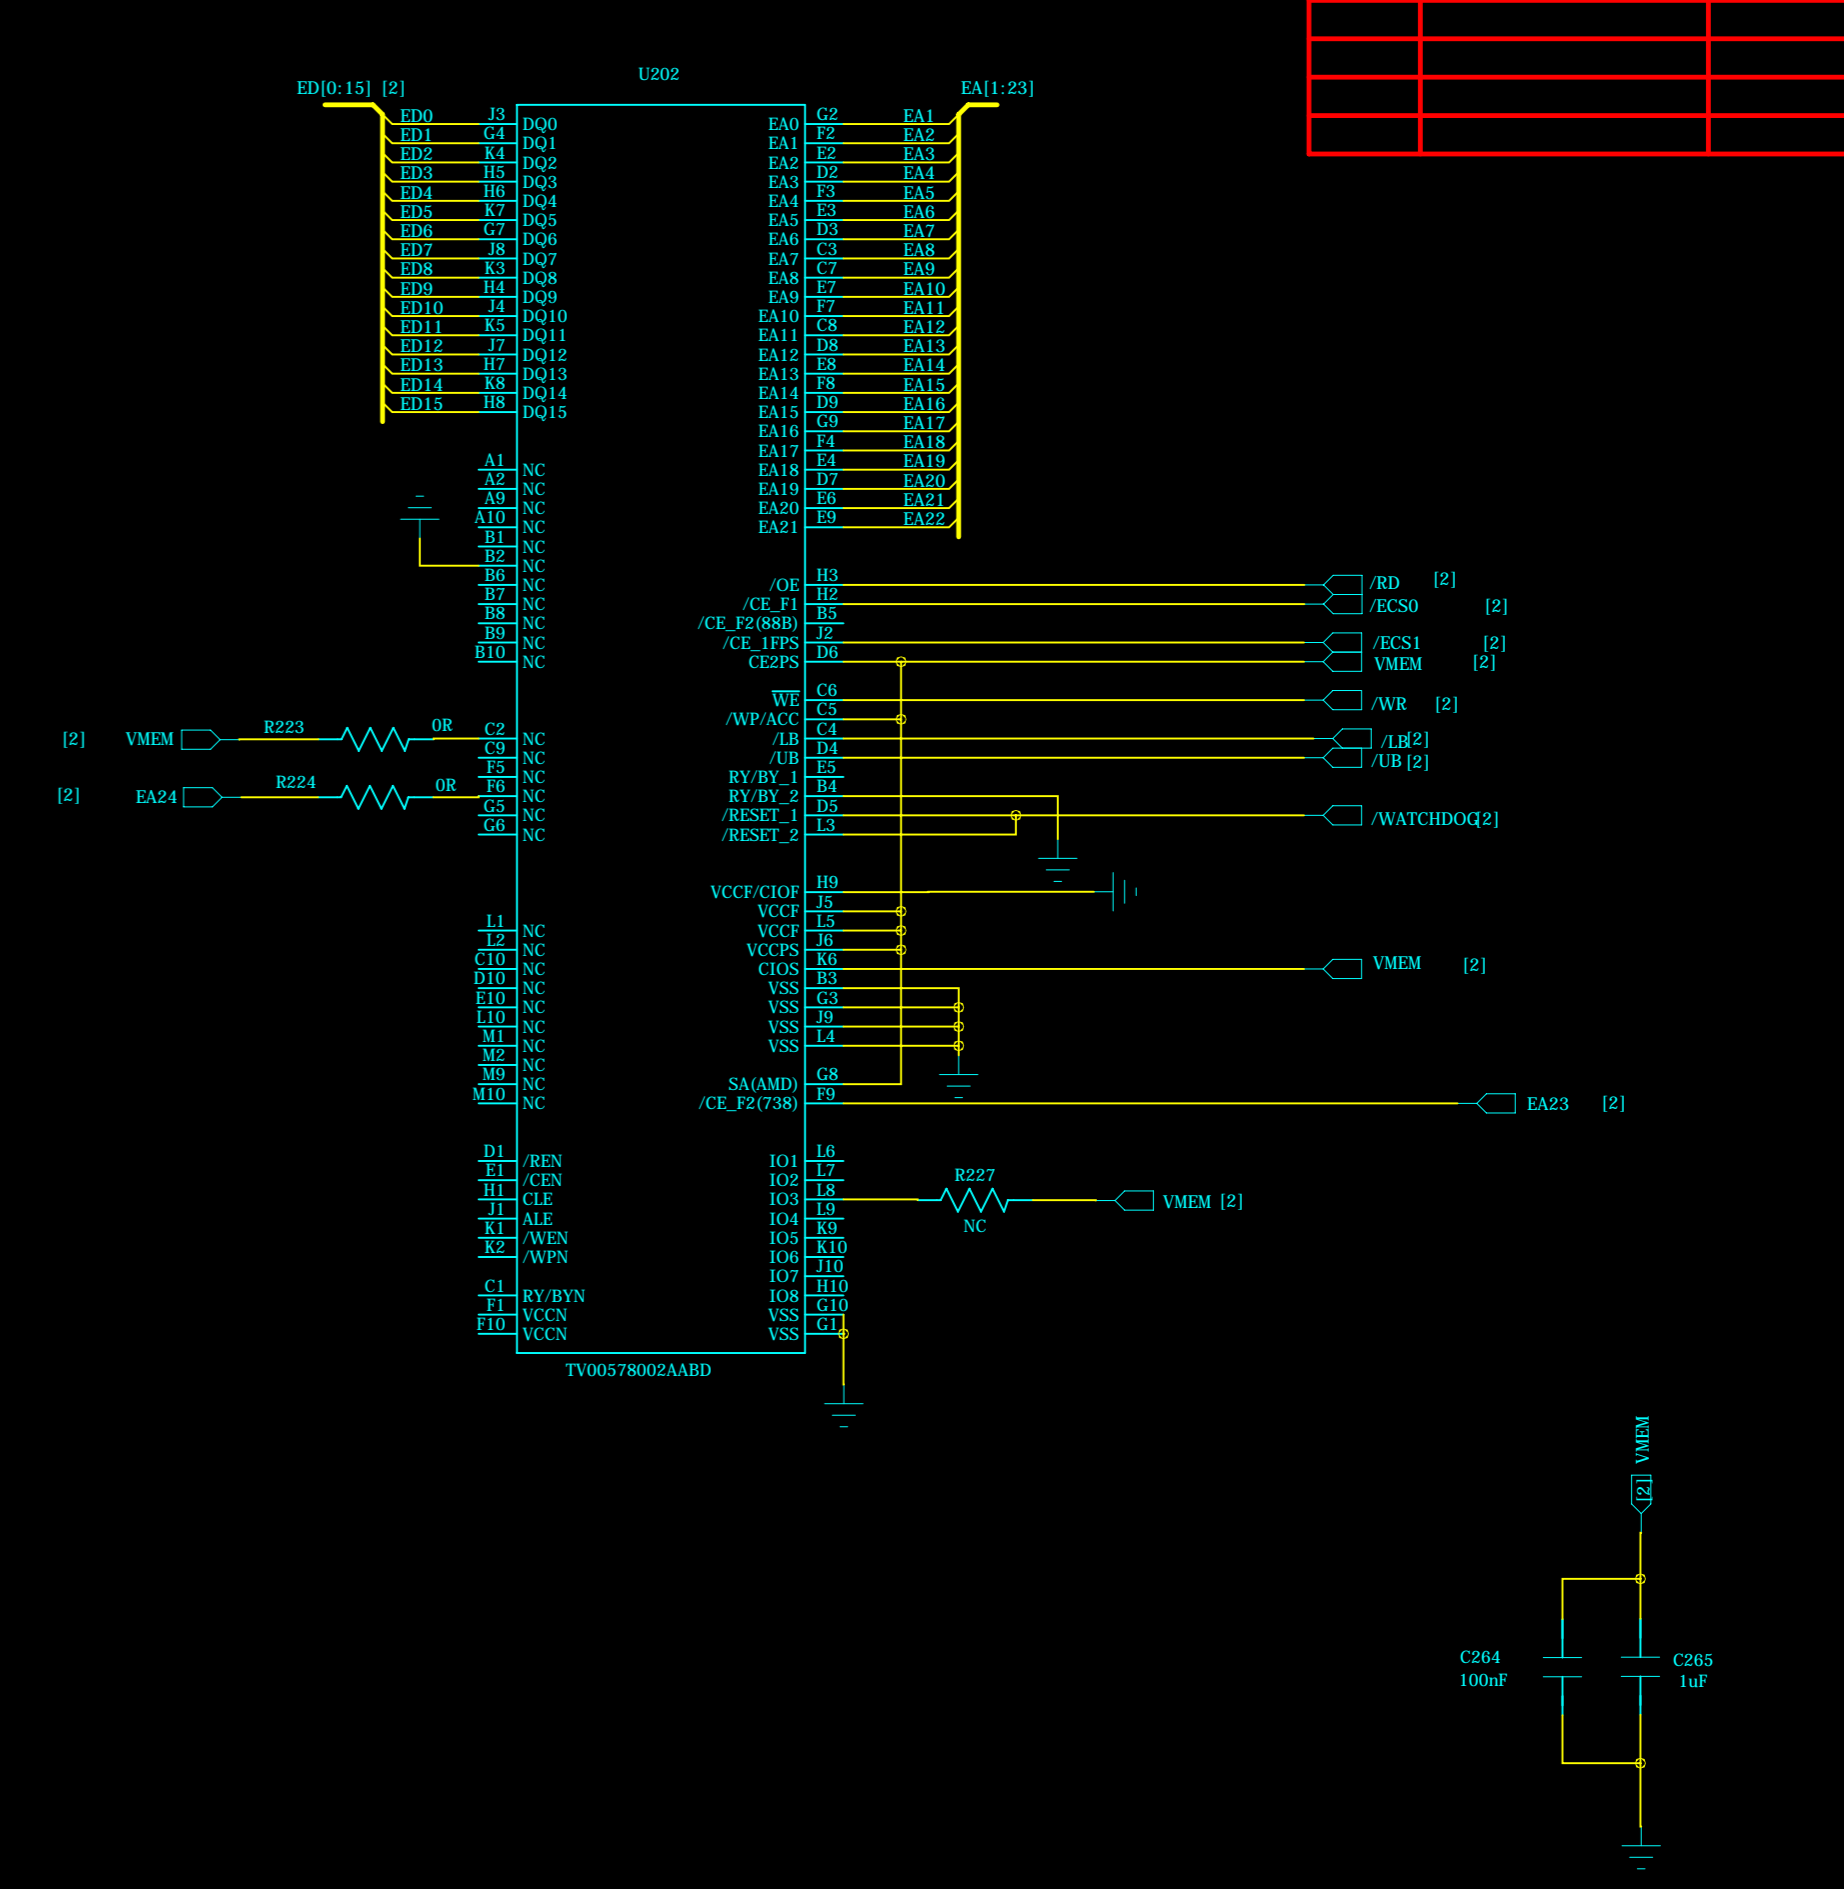 U202
ED[0:15] [2]
EA[1:23]
ED0 J3 DQ0 EA0 G2 EA1
ED1 G4 DQ1 EA1 F2 EA2
ED2 K4 DQ2 EA2 E2 EA3
ED3 H5 DQ3 EA3 D2 EA4
ED4 H6 DQ4 EA4 F3 EA5
ED5 K7 DQ5 EA5 E3 EA6
ED6 G7 DQ6 EA6 D3 EA7
ED7 J8 DQ7 EA7 C3 EA8
ED8 K3 DQ8 EA8 C7 EA9
ED9 H4 DQ9 EA9 E7 EA10
ED10 J4 DQ10 EA10 F7 EA11
ED11 K5 DQ11 EA11 C8 EA12
ED12 J7 DQ12 EA12 D8 EA13
ED13 H7 DQ13 EA13 E8 EA14
ED14 K8 DQ14 EA14 F8 EA15
ED15 H8 DQ15 EA15 D9 EA16
EA16 G9 EA17
EA17 F4 EA18
A1 NC EA18 E4 EA19
A2 NC EA19 D7 EA20
A9 NC EA20 E6 EA21
A10 NC EA21 E9 EA22
B1 NC
B2 NC
B6 NC /OE H3 /RD [2]
B7 NC /CE_F1 H2 /ECS0 [2]
B8 NC /CE_F2(88B) B5
B9 NC /CE_1FPS J2 /ECS1 [2]
B10 NC CE2PS D6 VMEM [2]
WE C6 /WR [2]
/WP/ACC C5
[2] VMEM R223 0R C2 NC /LB C4 /LB[2]
C9 NC /UB D4 /UB [2]
F5 NC RY/BY_1 E5
[2] EA24 R224 0R F6 NC RY/BY_2 B4
G5 NC /RESET_1 D5 /WATCHDOG[2]
G6 NC /RESET_2 L3
VCCF/CIOF H9
VCCF J5
L1 NC VCCF L5
L2 NC VCCPS J6
C10 NC CIOS K6 VMEM [2]
D10 NC VSS B3
E10 NC VSS G3
L10 NC VSS J9
M1 NC VSS L4
M2 NC
M9 NC SA(AMD) G8
M10 NC /CE_F2(738) F9 EA23 [2]
D1 /REN IO1 L6
E1 /CEN IO2 L7
H1 CLE IO3 L8 R227 NC VMEM [2]
J1 ALE IO4 L9
K1 /WEN IO5 K9
K2 /WPN IO6 K10
IO7 J10
C1 RY/BYN IO8 H10
F1 VCCN VSS G10
F10 VCCN VSS G1
TV00578002AABD
VMEM
[2]
C264
100nF
C265
1uF